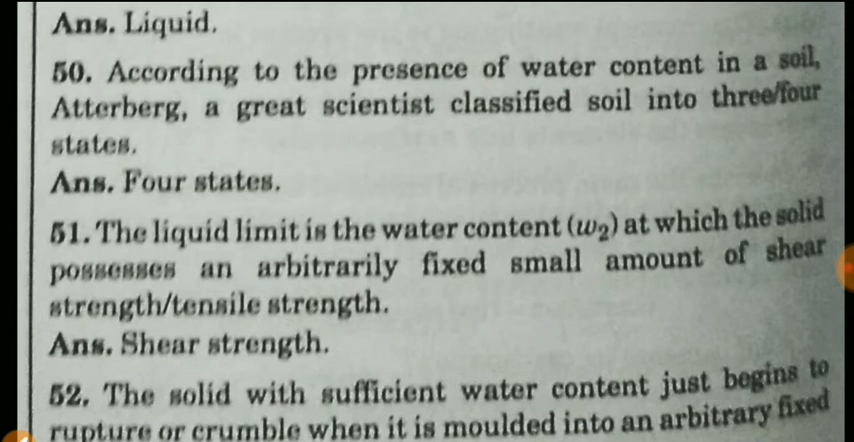 Ans. Liquid.
50. According to the presence of water content in a soil,
Atterberg, a great scientist classified soil into three/four
states.
Ans. Four states.
51. The liquid limit is the water content (w₂) at which the solid
possesses an arbitrarily fixed small amount of shear
strength/tensile strength.
Ans. Shear strength.
52. The solid with sufficient water content just begins to
rupture or crumble when it is moulded into an arbitrary fixed